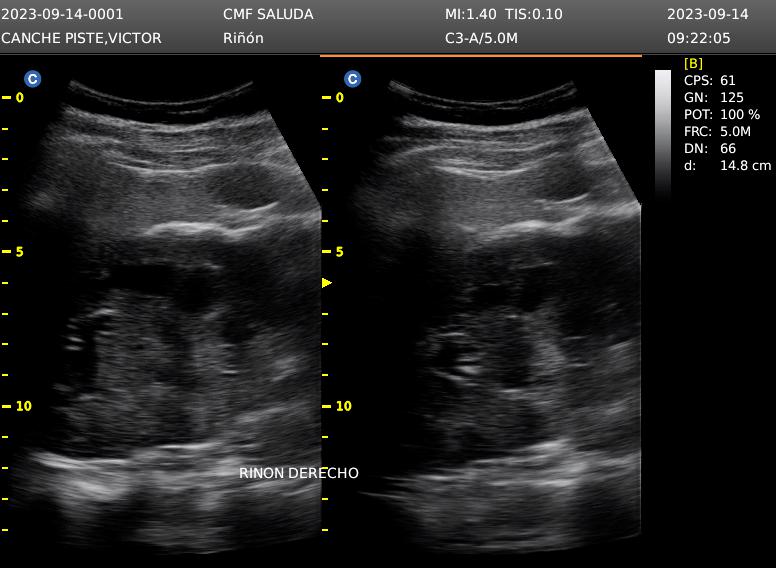 2023-09-14-0001 CMF SALUDA MI:1.40 TIS:0.10 2023-09-14
CANCHE PISTE,VICTOR Riñón C3-A/5.0M 09:22:05
C
C
[B]
0
0
CPS: 61
GN: 125
POT: 100 %
FRC: 5.0M
DN: 66
d: 14.8 cm
5
5
10
10
RINON DERECHO